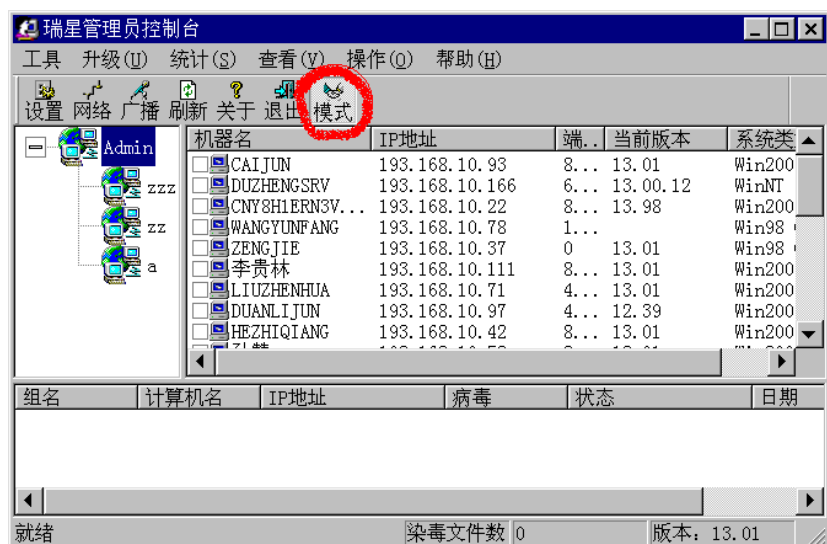 瑞星管理员控制台
工具 升级(U) 统计(S) 查看(V) 操作(O) 帮助(H)
设置 网络 广播 刷新 关于 退出 模式
Admin
zzz
zz
a
机器名 IP地址 端.. 当前版本 系统类
CAIJUN 193.168.10.93 8... 13.01 Win200
DUZHENGSRV 193.168.10.166 6... 13.00.12 WinNT
CNY8H1ERN3V... 193.168.10.22 8... 13.98 Win200
WANGYUNFANG 193.168.10.78 1... Win98
ZENGJIE 193.168.10.37 0 13.01 Win98
李贵林 193.168.10.111 8... 13.01 Win200
LIUZHENHUA 193.168.10.71 4... 13.01 Win200
DUANLIJUN 193.168.10.97 4... 12.39 Win200
HEZHIQIANG 193.168.10.42 8... 13.01 Win200
组名 计算机名 IP地址 病毒 状态 日期
就绪 染毒文件数 0 版本: 13.01